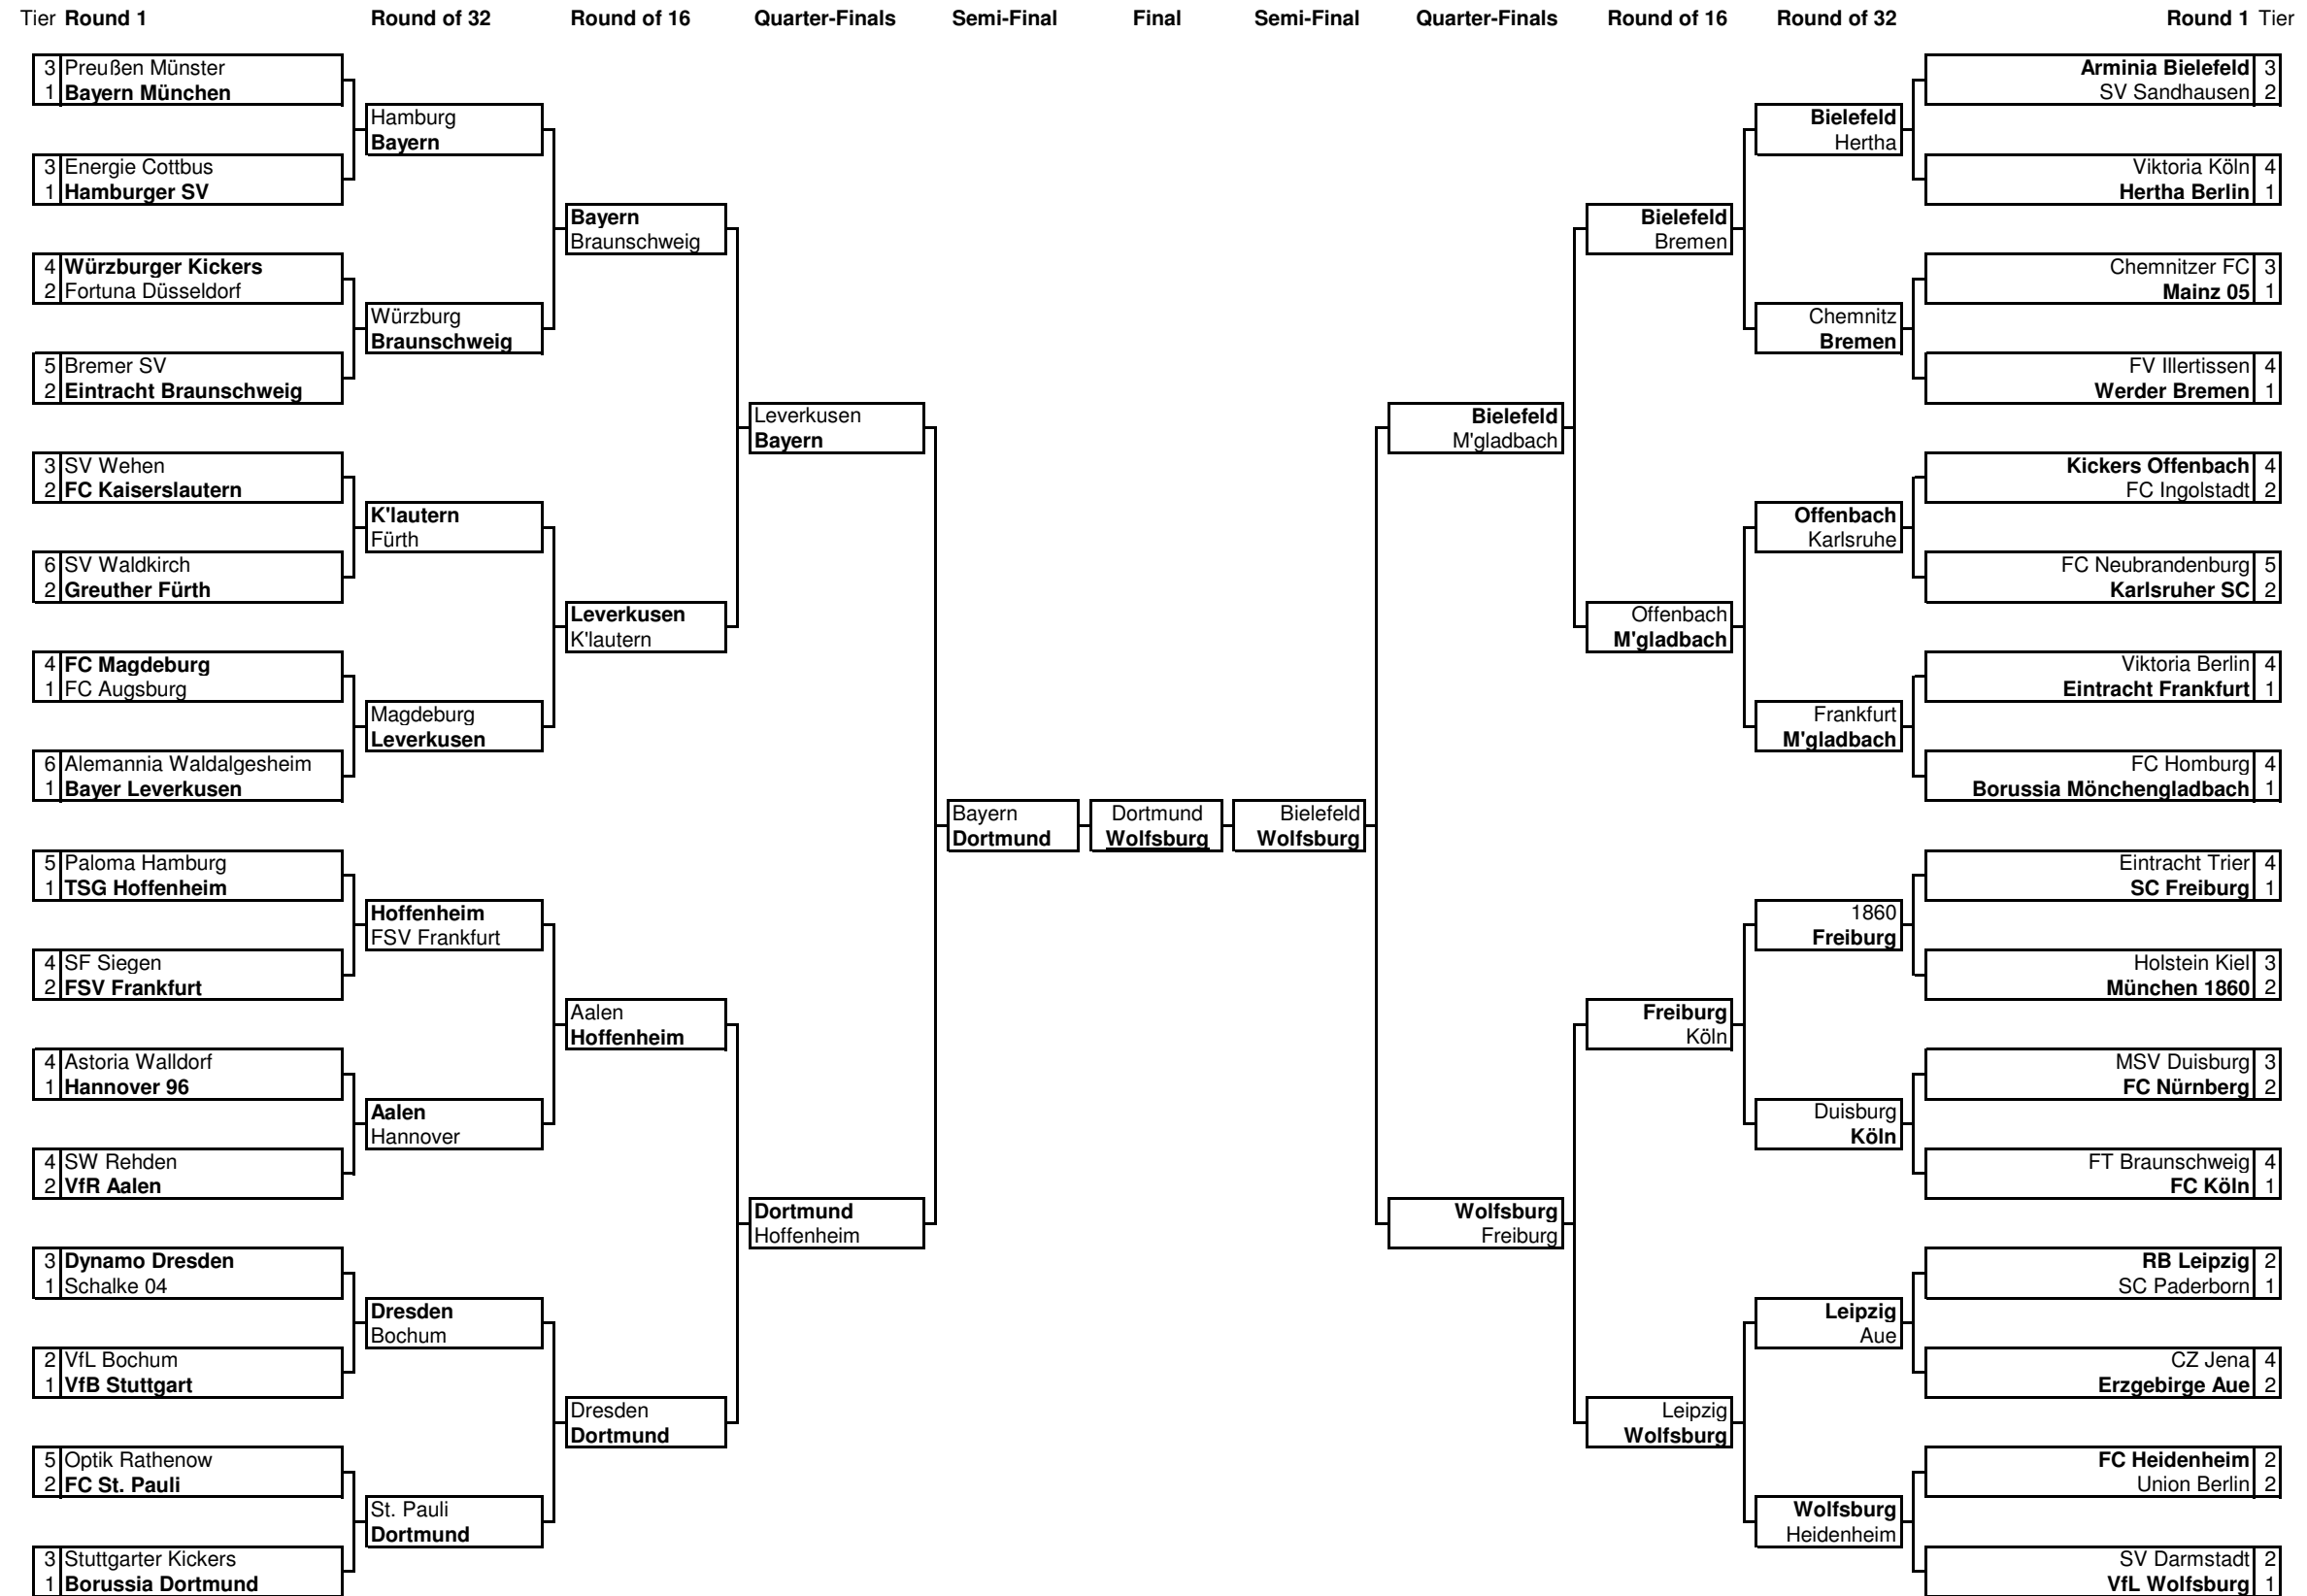 Tier Round 1 Round of 32 Round of 16 Quarter-Finals Semi-Final Final Semi-Final Quarter-Finals Round of 16 Round of 32 Round 1 Tier
3 Preußen Münster
1 Bayern München
3 Energie Cottbus
1 Hamburger SV
4 Würzburger Kickers
2 Fortuna Düsseldorf
5 Bremer SV
2 Eintracht Braunschweig
3 SV Wehen
2 FC Kaiserslautern
6 SV Waldkirch
2 Greuther Fürth
4 FC Magdeburg
1 FC Augsburg
6 Alemannia Waldalgesheim
1 Bayer Leverkusen
5 Paloma Hamburg
1 TSG Hoffenheim
4 SF Siegen
2 FSV Frankfurt
4 Astoria Walldorf
1 Hannover 96
4 SW Rehden
2 VfR Aalen
3 Dynamo Dresden
1 Schalke 04
2 VfL Bochum
1 VfB Stuttgart
5 Optik Rathenow
2 FC St. Pauli
3 Stuttgarter Kickers
1 Borussia Dortmund
Hamburg
Bayern
Würzburg
Braunschweig
K'lautern
Fürth
Magdeburg
Leverkusen
Hoffenheim
FSV Frankfurt
Aalen
Hannover
Dresden
Bochum
St. Pauli
Dortmund
Bayern
Braunschweig
Leverkusen
K'lautern
Aalen
Hoffenheim
Dresden
Dortmund
Leverkusen
Bayern
Dortmund
Hoffenheim
Bayern
Dortmund
Dortmund
Wolfsburg
Bielefeld
Wolfsburg
Bielefeld
M'gladbach
Wolfsburg
Freiburg
Bielefeld
Bremen
Offenbach
M'gladbach
Freiburg
Köln
Leipzig
Wolfsburg
Bielefeld
Hertha
Chemnitz
Bremen
Offenbach
Karlsruhe
Frankfurt
M'gladbach
1860
Freiburg
Duisburg
Köln
Leipzig
Aue
Wolfsburg
Heidenheim
Arminia Bielefeld 3
SV Sandhausen 2
Viktoria Köln 4
Hertha Berlin 1
Chemnitzer FC 3
Mainz 05 1
FV Illertissen 4
Werder Bremen 1
Kickers Offenbach 4
FC Ingolstadt 2
FC Neubrandenburg 5
Karlsruher SC 2
Viktoria Berlin 4
Eintracht Frankfurt 1
FC Homburg 4
Borussia Mönchengladbach 1
Eintracht Trier 4
SC Freiburg 1
Holstein Kiel 3
München 1860 2
MSV Duisburg 3
FC Nürnberg 2
FT Braunschweig 4
FC Köln 1
RB Leipzig 2
SC Paderborn 1
CZ Jena 4
Erzgebirge Aue 2
FC Heidenheim 2
Union Berlin 2
SV Darmstadt 2
VfL Wolfsburg 1